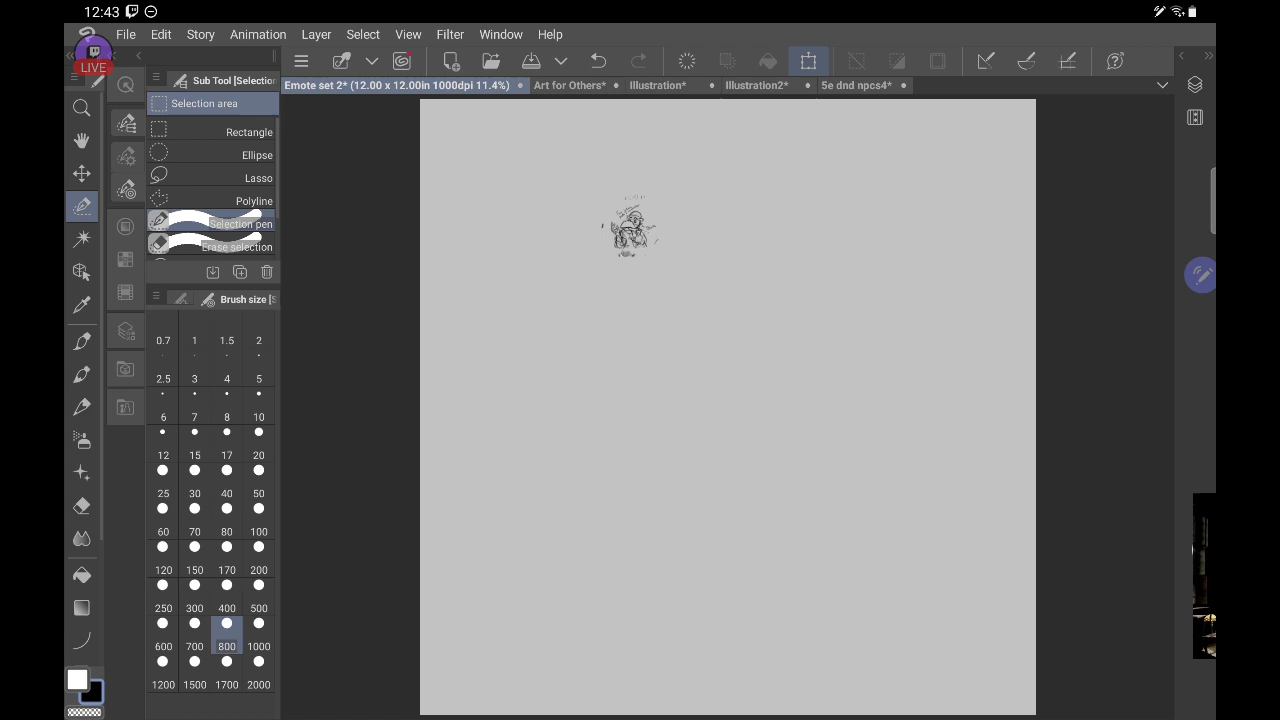 12:43
File Edit Story Animation Layer Select View Filter Window Help
LIVE
Sub Tool [Selection
Emote set 2* (12.00 x 12.00in 1000dpi 11.4%) Art for Others* Illustration* Illustration2* 5e dnd npcs4*
Selection area
Rectangle
Ellipse
Lasso
Polyline
Selection pen
Erase selection
Brush size [S
0.7 1 1.5 2
2.5 3 4 5
6 7 8 10
12 15 17 20
25 30 40 50
60 70 80 100
120 150 170 200
250 300 400 500
600 700 800 1000
1200 1500 1700 2000